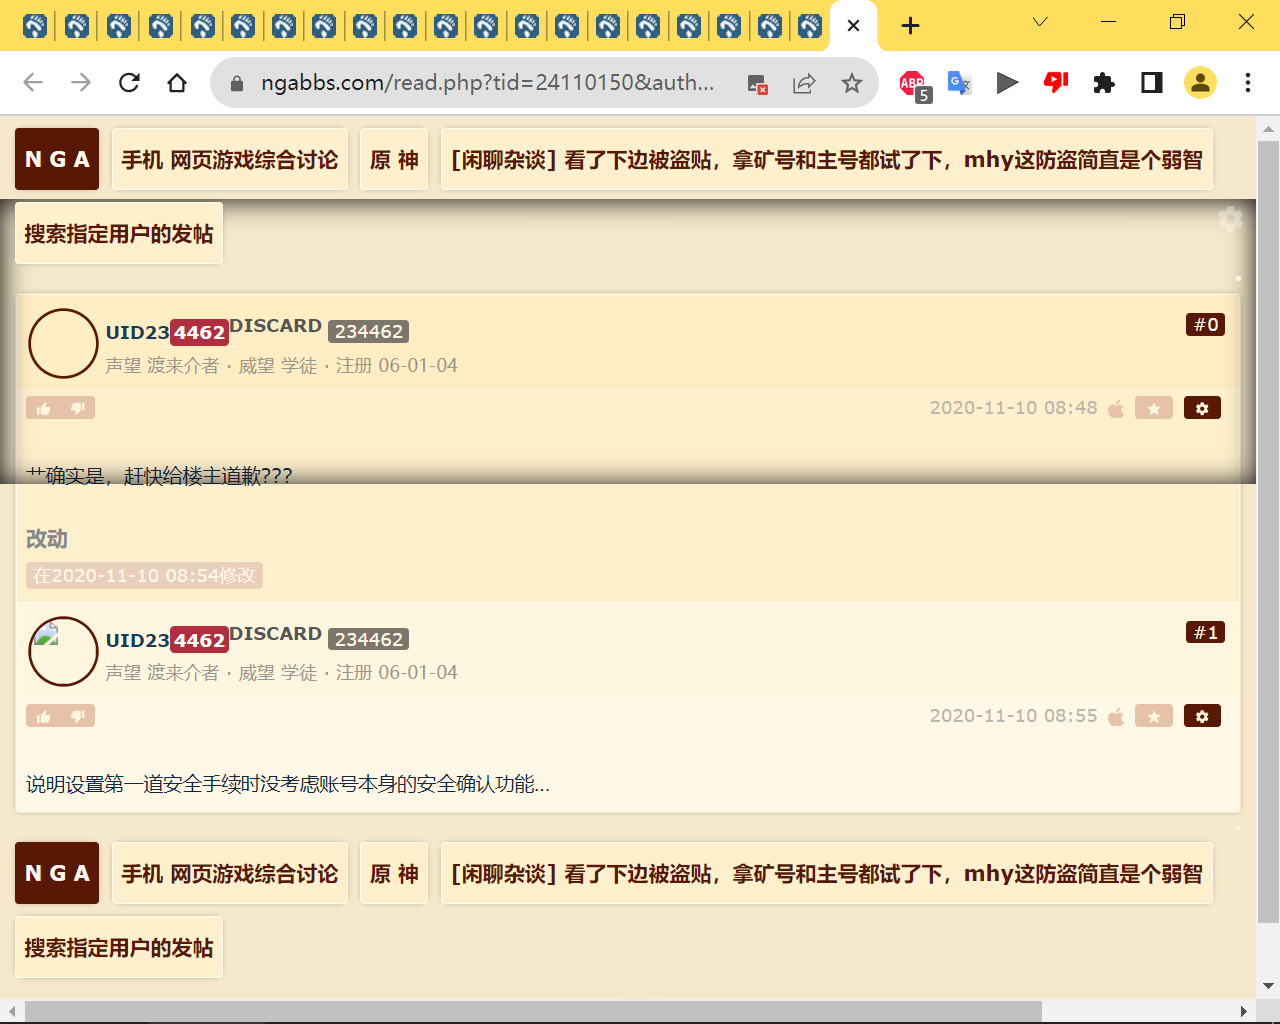 ngabbs.com/read.php?tid=24110150&auth...
ABP
5
N G A
手机 网页游戏综合讨论
原 神
[闲聊杂谈] 看了下边被盗贴，拿矿号和主号都试了下，mhy这防盗简直是个弱智
搜索指定用户的发帖
UID234462DISCARD 234462
#0
声望 渡来介者 · 威望 学徒 · 注册 06-01-04
2020-11-10 08:48
艹确实是，赶快给楼主道歉???
改动
在2020-11-10 08:54修改
UID234462DISCARD 234462
#1
声望 渡来介者 · 威望 学徒 · 注册 06-01-04
2020-11-10 08:55
说明设置第一道安全手续时没考虑账号本身的安全确认功能...
N G A
手机 网页游戏综合讨论
原 神
[闲聊杂谈] 看了下边被盗贴，拿矿号和主号都试了下，mhy这防盗简直是个弱智
搜索指定用户的发帖